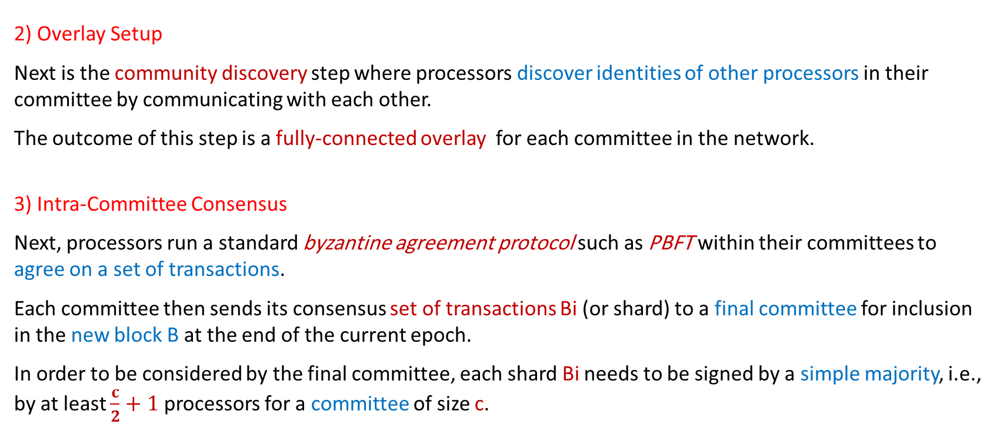 2) Overlay Setup
Next is the community discovery step where processors discover identities of other processors in their
committee by communicating with each other.
The outcome of this step is a fully-connected overlay for each committee in the network.
3) Intra-Committee Consensus
Next, processors run a standard byzantine agreement protocol such as PBFT within their committees to
agree on a set of transactions.
Each committee then sends its consensus set of transactions Bi (or shard) to a final committee for inclusion
in the new block B at the end of the current epoch.
In order to be considered by the final committee, each shard Bi needs to be signed by a simple majority, i.e.,
by at least c/2 + 1 processors for a committee of size c.